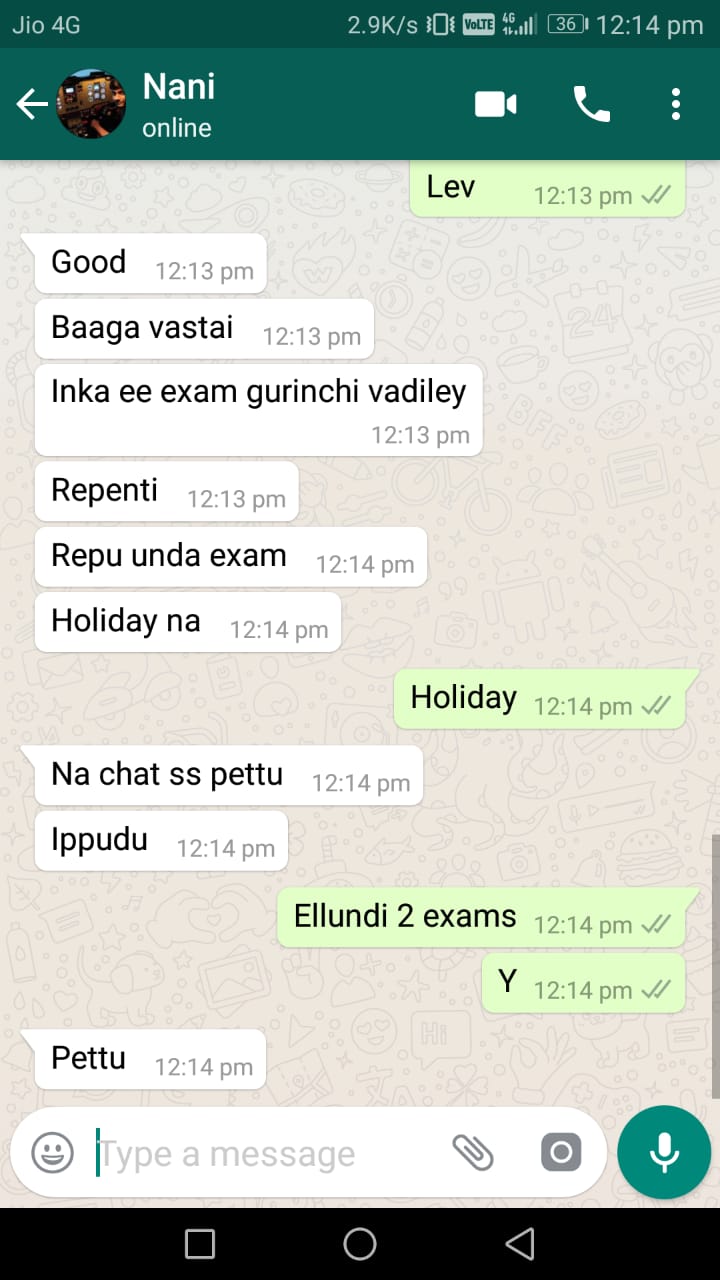 Jio 4G 2.9K/s VoLTE 4G 36 12:14 pm
Nani
online
Lev 12:13 pm
Good 12:13 pm
Baaga vastai 12:13 pm
Inka ee exam gurinchi vadiley
12:13 pm
Repenti 12:13 pm
Repu unda exam 12:14 pm
Holiday na 12:14 pm
Holiday 12:14 pm
Na chat ss pettu 12:14 pm
Ippudu 12:14 pm
Ellundi 2 exams 12:14 pm
Y 12:14 pm
Pettu 12:14 pm
Type a message